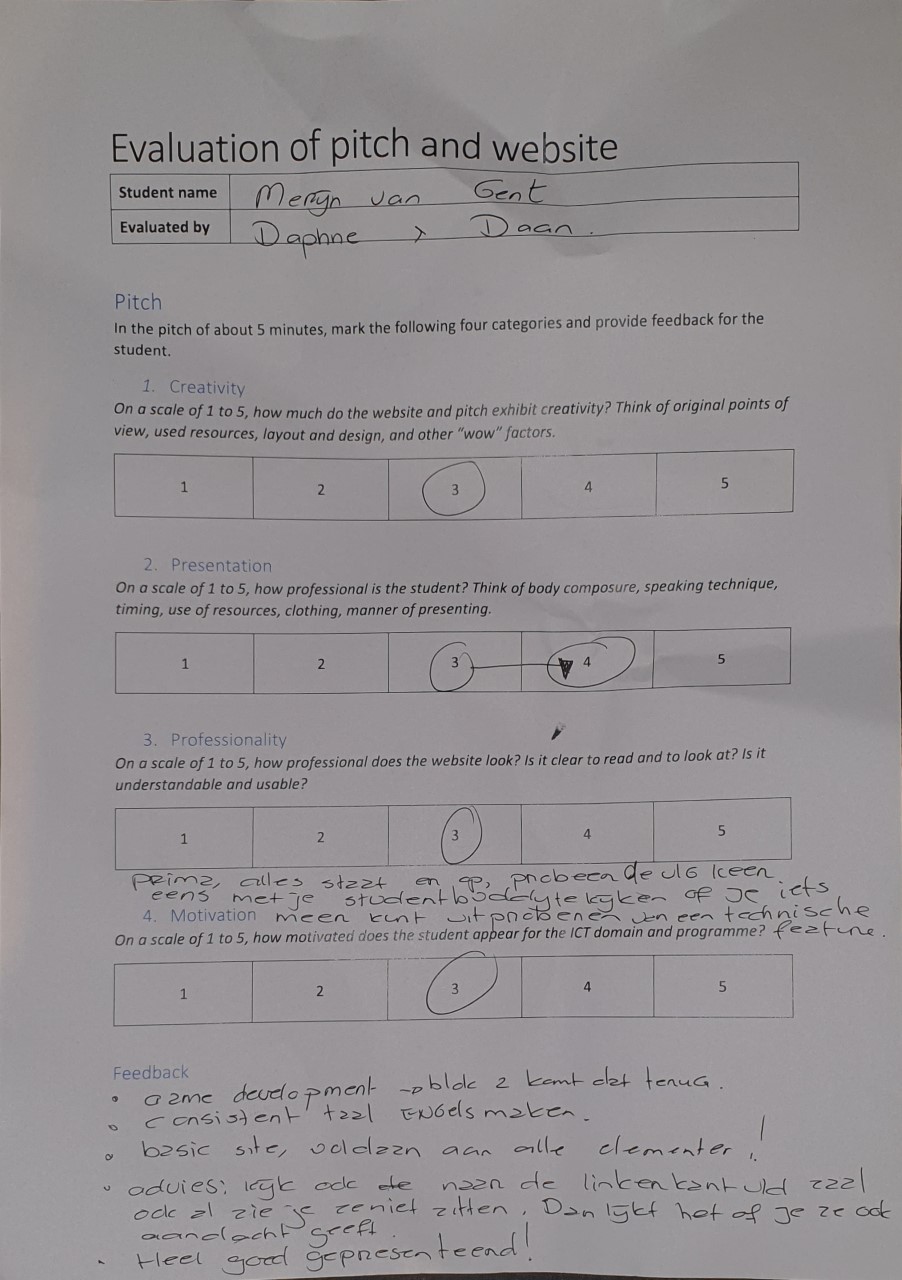 Evaluation of pitch and website
Student name Merijn van Gent
Evaluated by Daphne > Daan.
Pitch
In the pitch of about 5 minutes, mark the following four categories and provide feedback for the
student.
1. Creativity
On a scale of 1 to 5, how much do the website and pitch exhibit creativity? Think of original points of
view, used resources, layout and design, and other "wow" factors.
1 2 3 4 5
2. Presentation
On a scale of 1 to 5, how professional is the student? Think of body composure, speaking technique,
timing, use of resources, clothing, manner of presenting.
1 2 3 4 5
3. Professionality
On a scale of 1 to 5, how professional does the website look? Is it clear to read and to look at? Is it
understandable and usable?
1 2 3 4 5
prima, alles staat er op, probeer de vlg keer
eens met je studentbuddy te kijken of je iets
4. Motivation meer kunt uitproberen van een technische
On a scale of 1 to 5, how motivated does the student appear for the ICT domain and programme? feature.
1 2 3 4 5
Feedback
• game development → blok 2 komt dat terug.
• consistent taal ENGels maken.
• basic site, voldaan aan alle elementen!
• advies: kijk ook naar de linkerkant vld zaal
ook al zie je ze niet zitten. Dan lijkt het of je ze ook
aandacht geeft.
• Heel goed gepresenteerd!